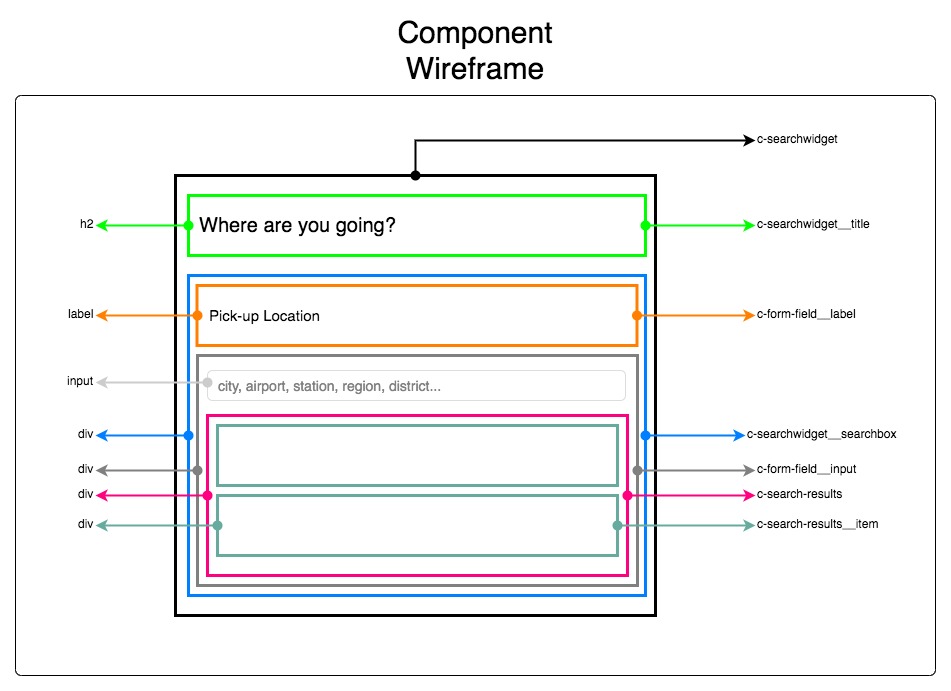 Component
Wireframe
c-searchwidget
h2
Where are you going?
c-searchwidget__title
label
Pick-up Location
c-form-field__label
input
city, airport, station, region, district...
div
c-searchwidget__searchbox
div
c-form-field__input
div
c-search-results
div
c-search-results__item